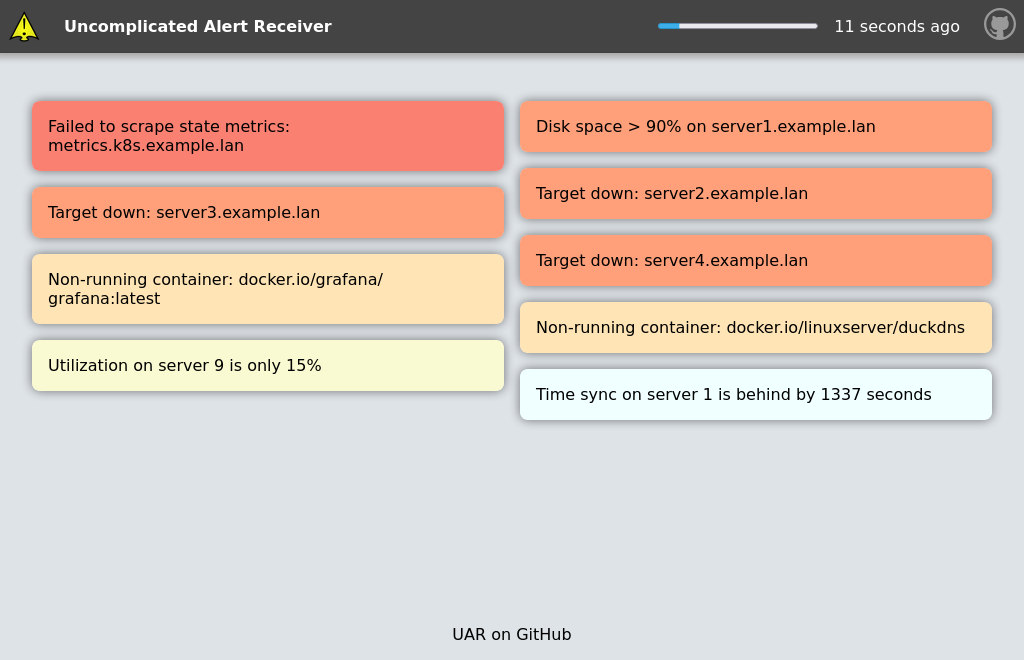 Uncomplicated Alert Receiver
11 seconds ago
Failed to scrape state metrics:
metrics.k8s.example.lan
Target down: server3.example.lan
Non-running container: docker.io/grafana/
grafana:latest
Utilization on server 9 is only 15%
Disk space > 90% on server1.example.lan
Target down: server2.example.lan
Target down: server4.example.lan
Non-running container: docker.io/linuxserver/duckdns
Time sync on server 1 is behind by 1337 seconds
UAR on GitHub